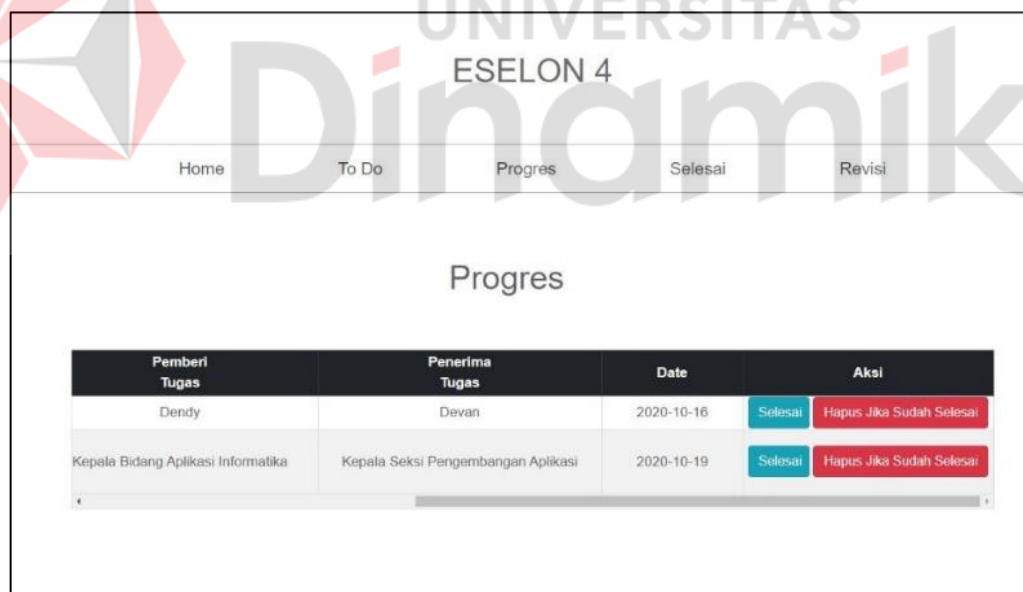 UNIVERSITAS
Dinamik
ESELON 4
Home To Do Progres Selesai Revisi
Progres
Pemberi Tugas Penerima Tugas Date Aksi
Dendy Devan 2020-10-16 Selesai Hapus Jika Sudah Selesai
Kepala Bidang Aplikasi Informatika Kepala Seksi Pengembangan Aplikasi 2020-10-19 Selesai Hapus Jika Sudah Selesai